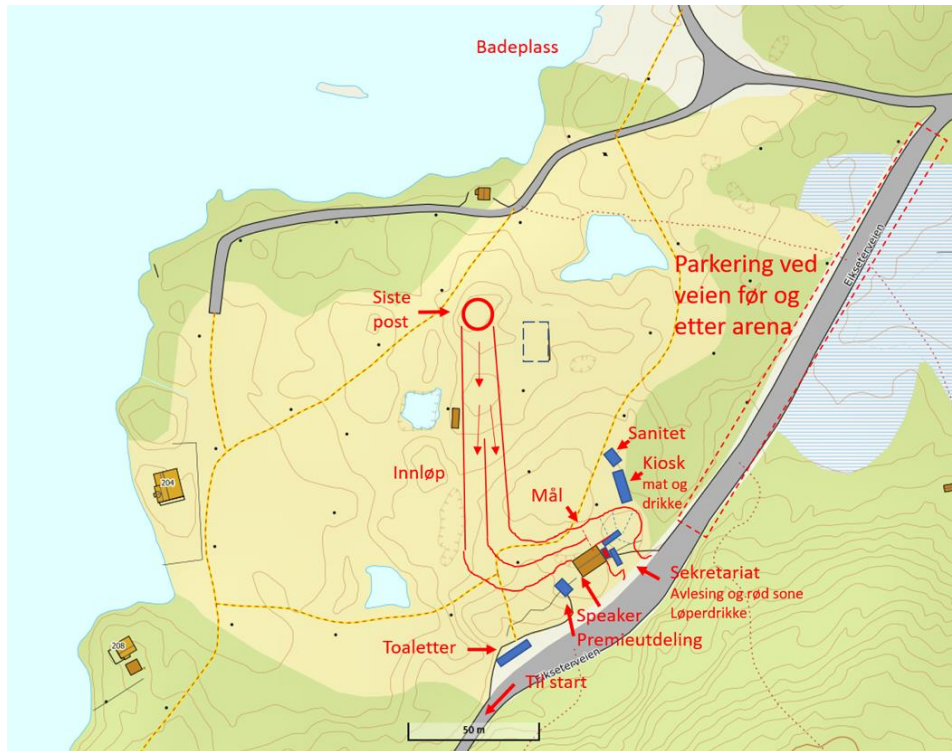 Badeplass
Eikseterveien
Parkering ved
veien før og
etter arena
Siste
post
Sanitet
Kiosk
mat og
drikke
Innløp
Mål
204
Sekretariat
Avlesing og rød sone
Løperdrikke
Speaker
Premieutdeling
Toaletter
208
Eikseterveien
Til start
50 m